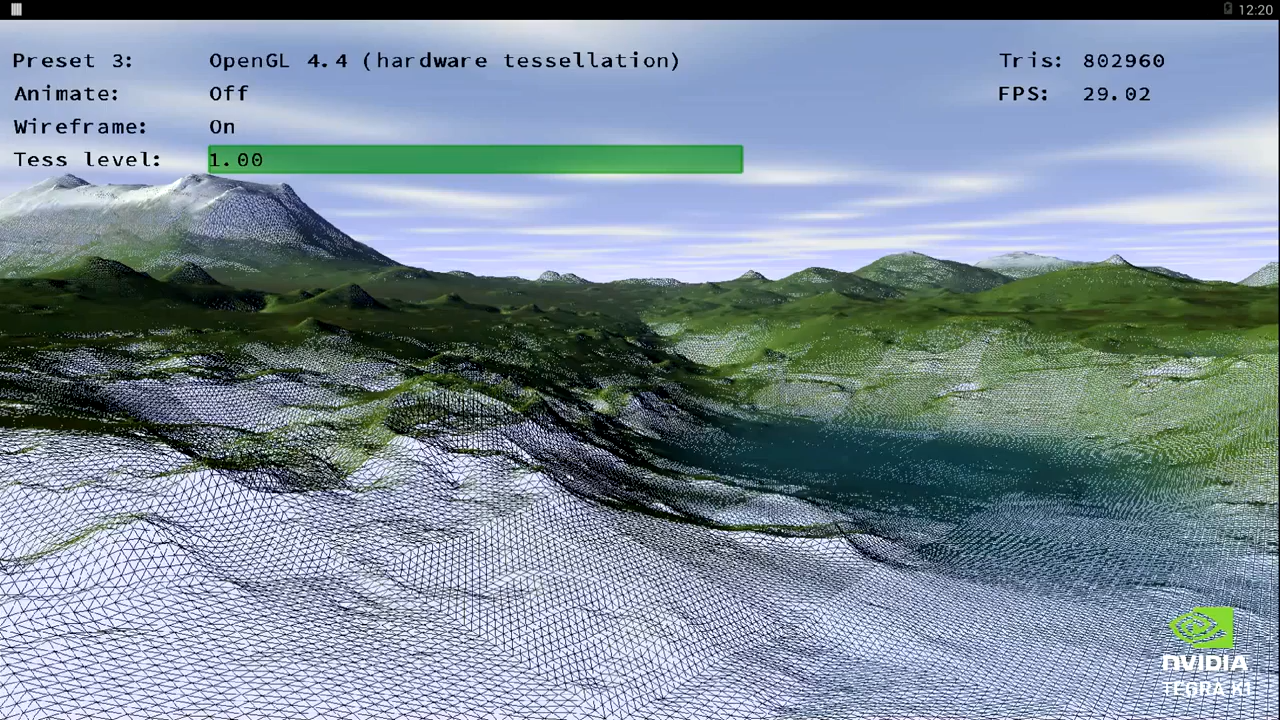 12:20
Preset 3: OpenGL 4.4 (hardware tessellation) Tris: 802960
Animate: Off FPS: 29.02
Wireframe: On
Tess level: 1.00
NVIDIA
TEGRA K1